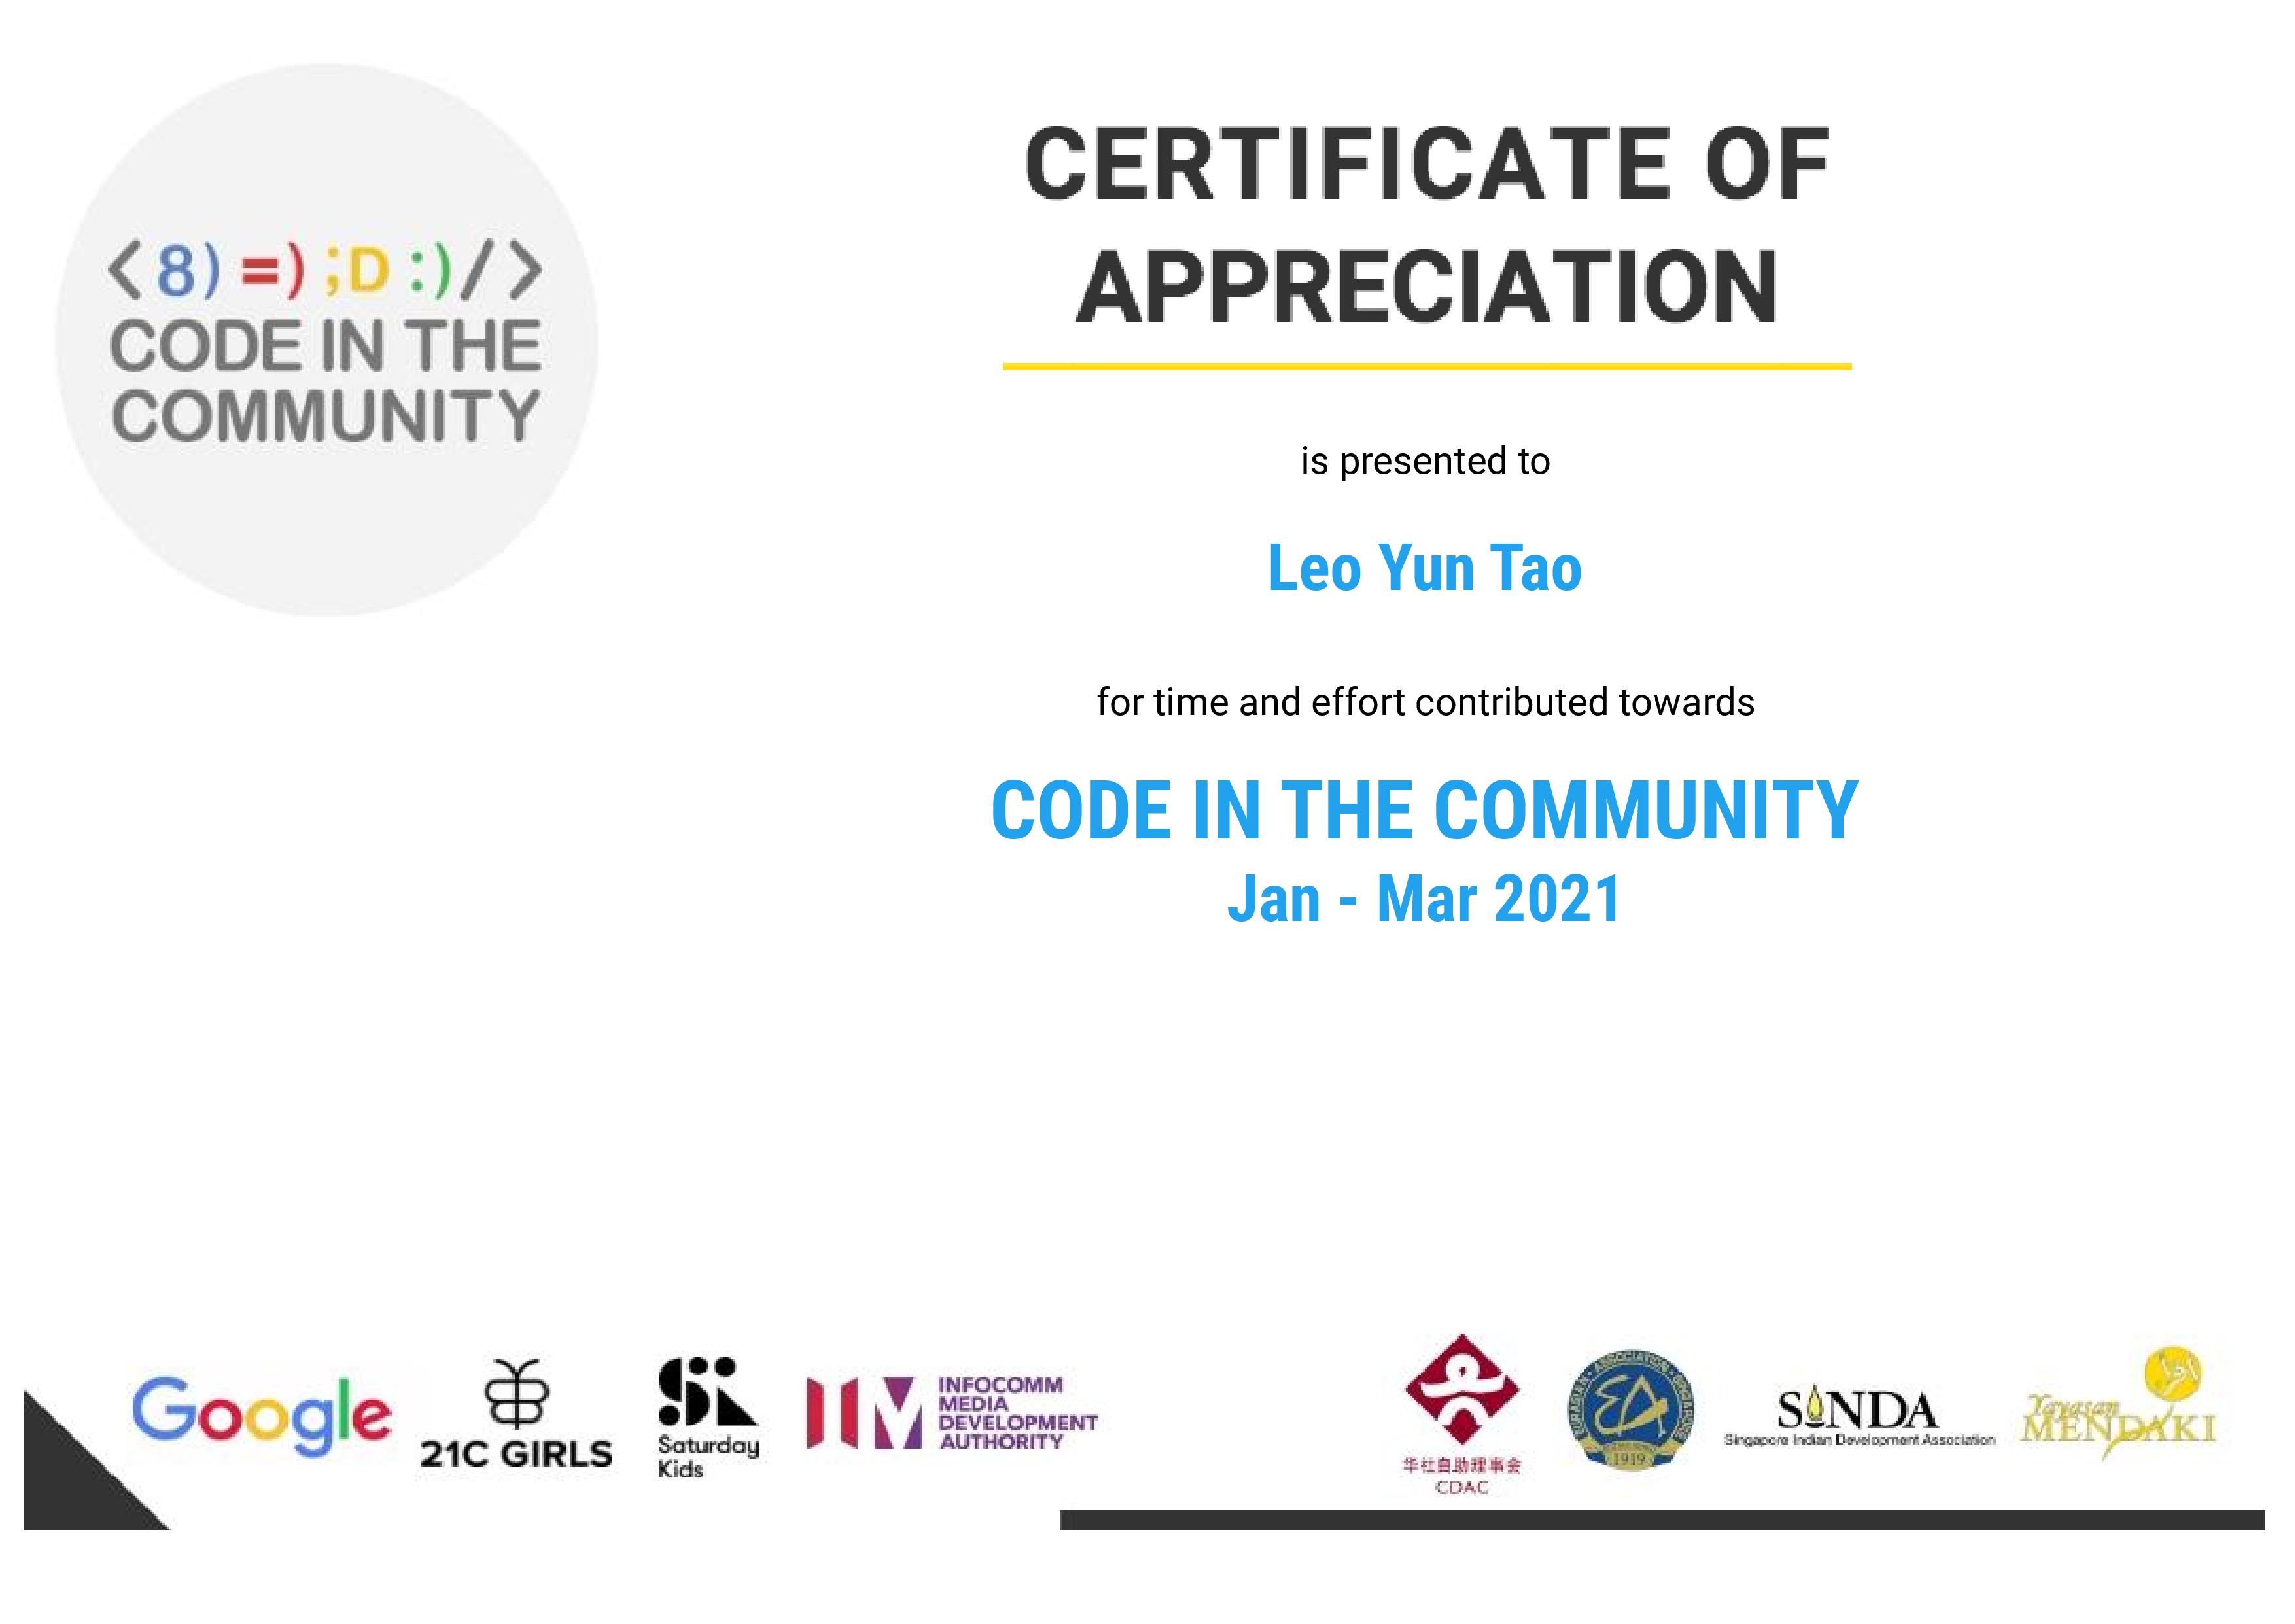 <8) =) ;D :)/>
CODE IN THE
COMMUNITY
CERTIFICATE OF
APPRECIATION
is presented to
Leo Yun Tao
for time and effort contributed towards
CODE IN THE COMMUNITY
Jan - Mar 2021
Google
21C GIRLS
Saturday
Kids
INFOCOMM
MEDIA
DEVELOPMENT
AUTHORITY
华社自助理事会
CDAC
EURASIAN ASSOCIATION
1919
SINDA
Singapore Indian Development Association
Yayasan
MENDAKI